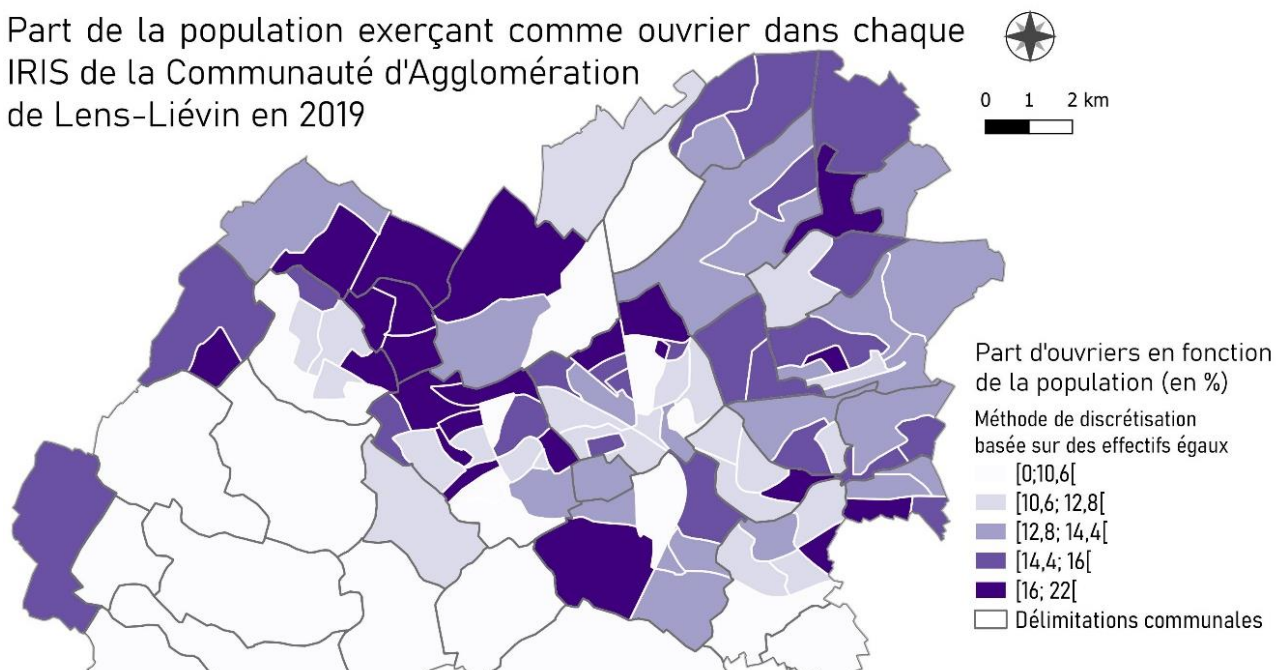 Part de la population exerçant comme ouvrier dans chaque
IRIS de la Communauté d'Agglomération
de Lens-Liévin en 2019
0 1 2 km
Part d'ouvriers en fonction
de la population (en %)
Méthode de discrétisation
basée sur des effectifs égaux
[0;10,6[
[10,6; 12,8[
[12,8; 14,4[
[14,4; 16[
[16; 22[
Délimitations communales